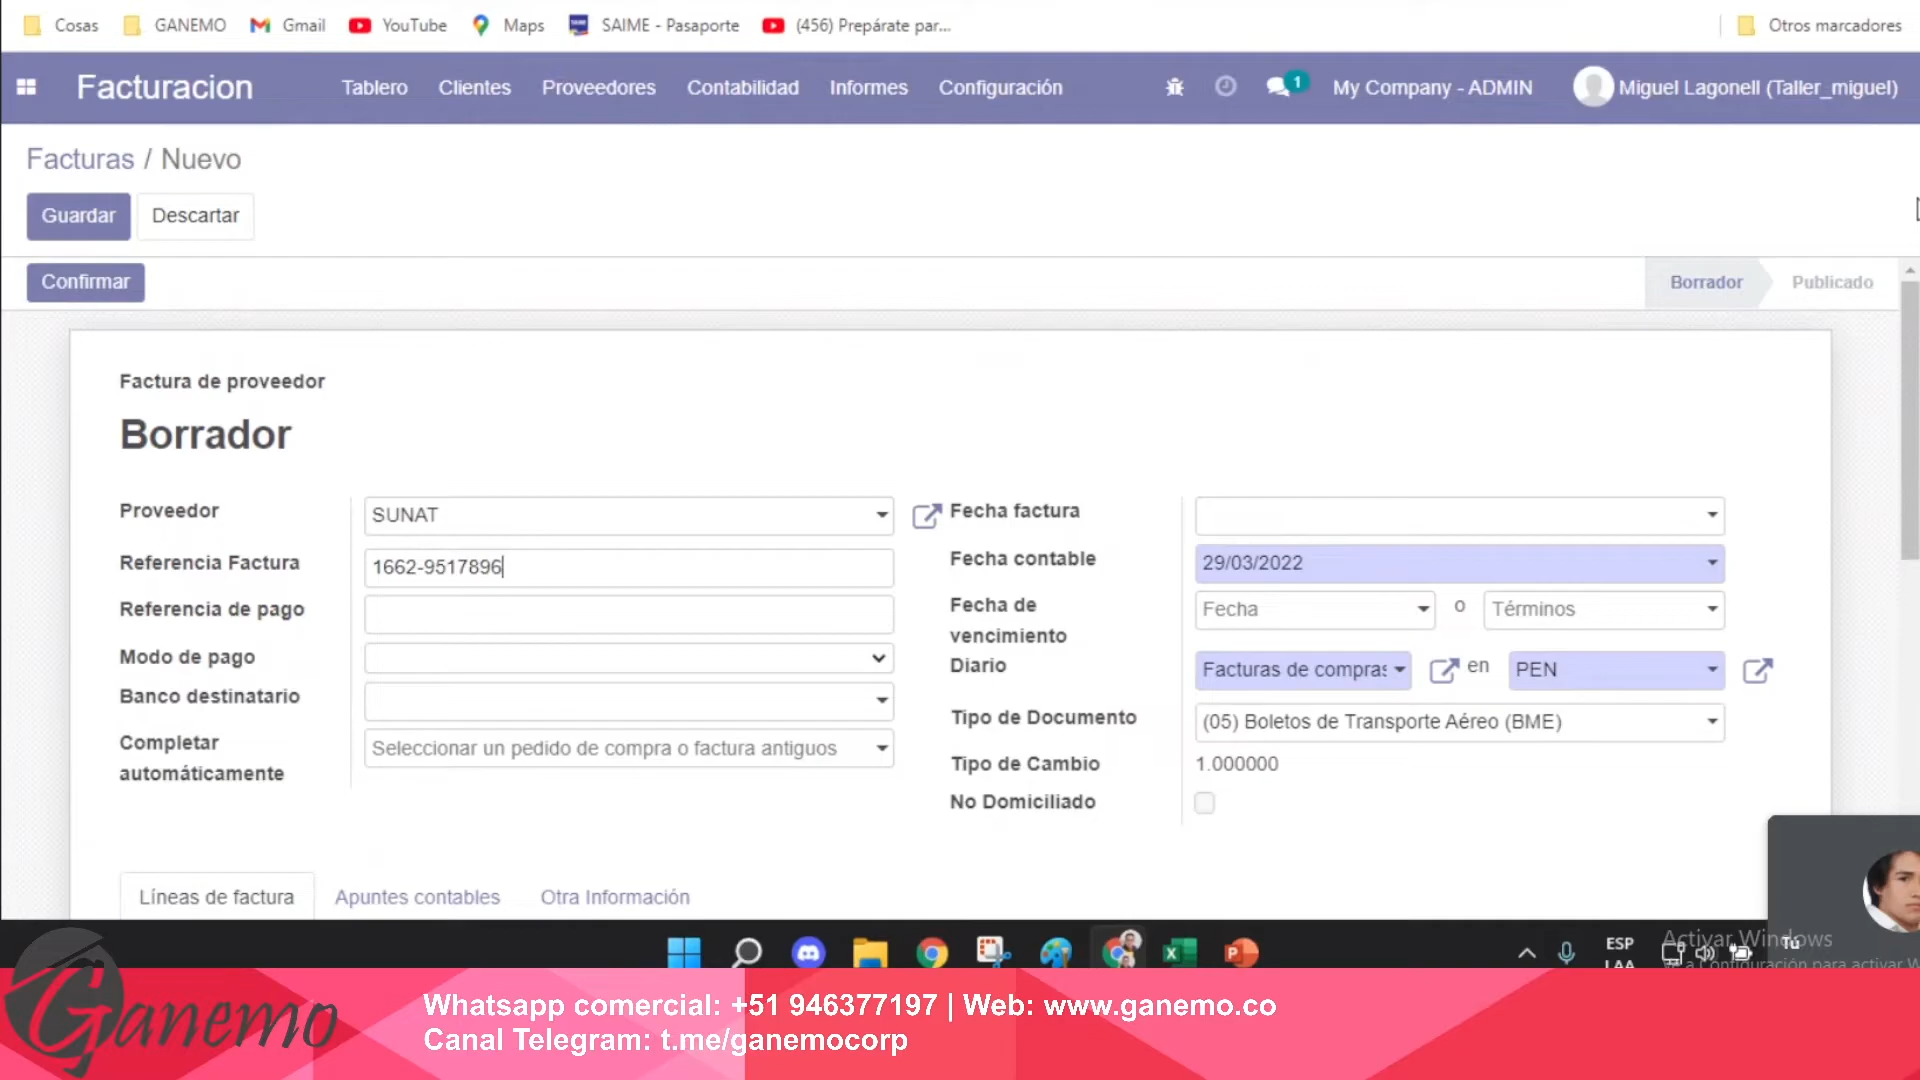 Cosas GANEMO Gmail YouTube Maps SAIME - Pasaporte (456) Prepárate par... Otros marcadores
Facturacion Tablero Clientes Proveedores Contabilidad Informes Configuración 1 My Company - ADMIN Miguel Lagonell (Taller_miguel)
Facturas / Nuevo
Guardar Descartar
Confirmar Borrador Publicado
Factura de proveedor
Borrador
Proveedor SUNAT Fecha factura
Referencia Factura 1662-9517896 Fecha contable 29/03/2022
Referencia de pago Fecha de vencimiento Fecha o Términos
Modo de pago Diario Facturas de compras en PEN
Banco destinatario Tipo de Documento (05) Boletos de Transporte Aéreo (BME)
Completar automáticamente Seleccionar un pedido de compra o factura antiguos Tipo de Cambio 1.000000
No Domiciliado
Líneas de factura Apuntes contables Otra Información
ESP
LAA
Activar Windows
Tú
Ganemo
Whatsapp comercial: +51 946377197 | Web: www.ganemo.co
Canal Telegram: t.me/ganemocorp